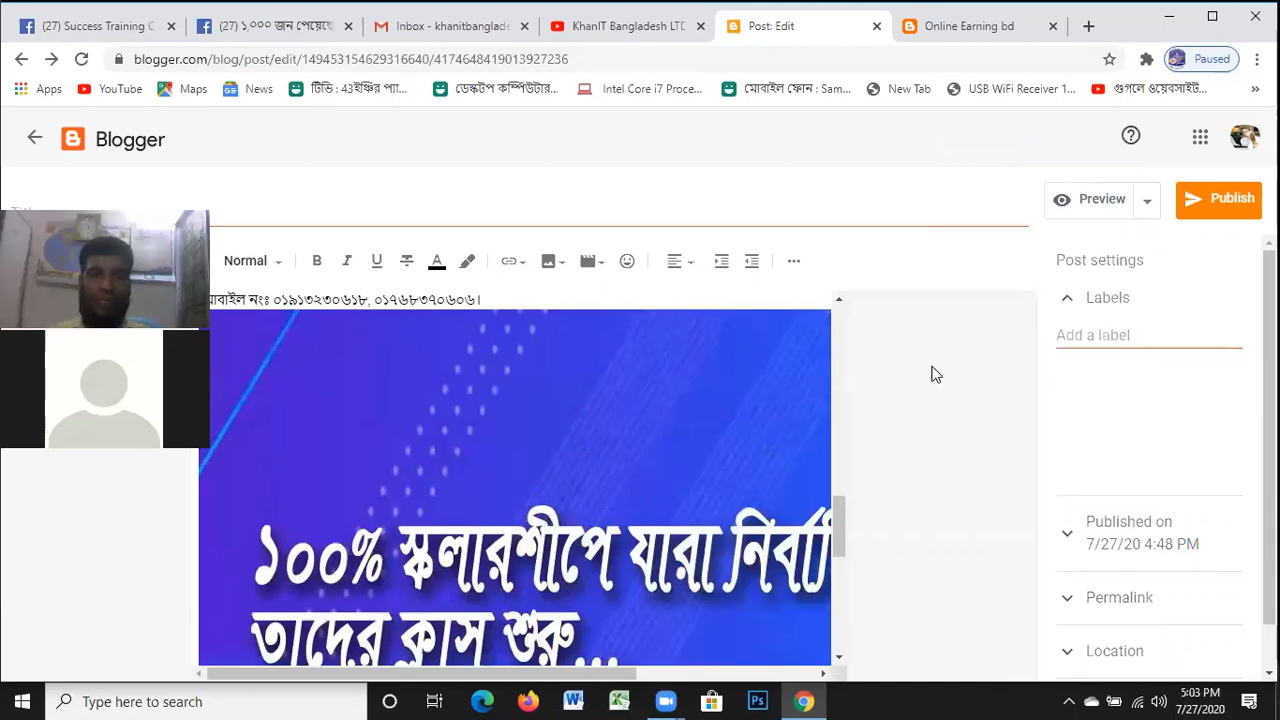 (27) Success Training C
(27) ১,০০০ জন পেয়েছে
Inbox - khanitbanglade
KhanIT Bangladesh LTD
Post: Edit
Online Earning bd
blogger.com/blog/post/edit/149453154629316640/4174648419013927236
Paused
Apps
YouTube
Maps
News
টিভি : 43ইঞ্চির প্যা...
ডেস্কটপ কম্পিউটার...
Intel Core i7 Proce...
মোবাইল ফোন : Sam...
New Tab
USB WiFi Receiver 1...
গুগলে ওয়েবসাইট...
Blogger
Preview
Publish
Normal
Post settings
Labels
Add a label
মোবাইল নংঃ ০১৯১৩২৩০৬১৮, ০১৭৬৮৩৭০৬০৬।
১০০% স্কলারশীপে যারা নির্বাচি
তাদের ক্লাস শুরু...
Published on
7/27/20 4:48 PM
Permalink
Location
Type here to search
5:03 PM
7/27/2020